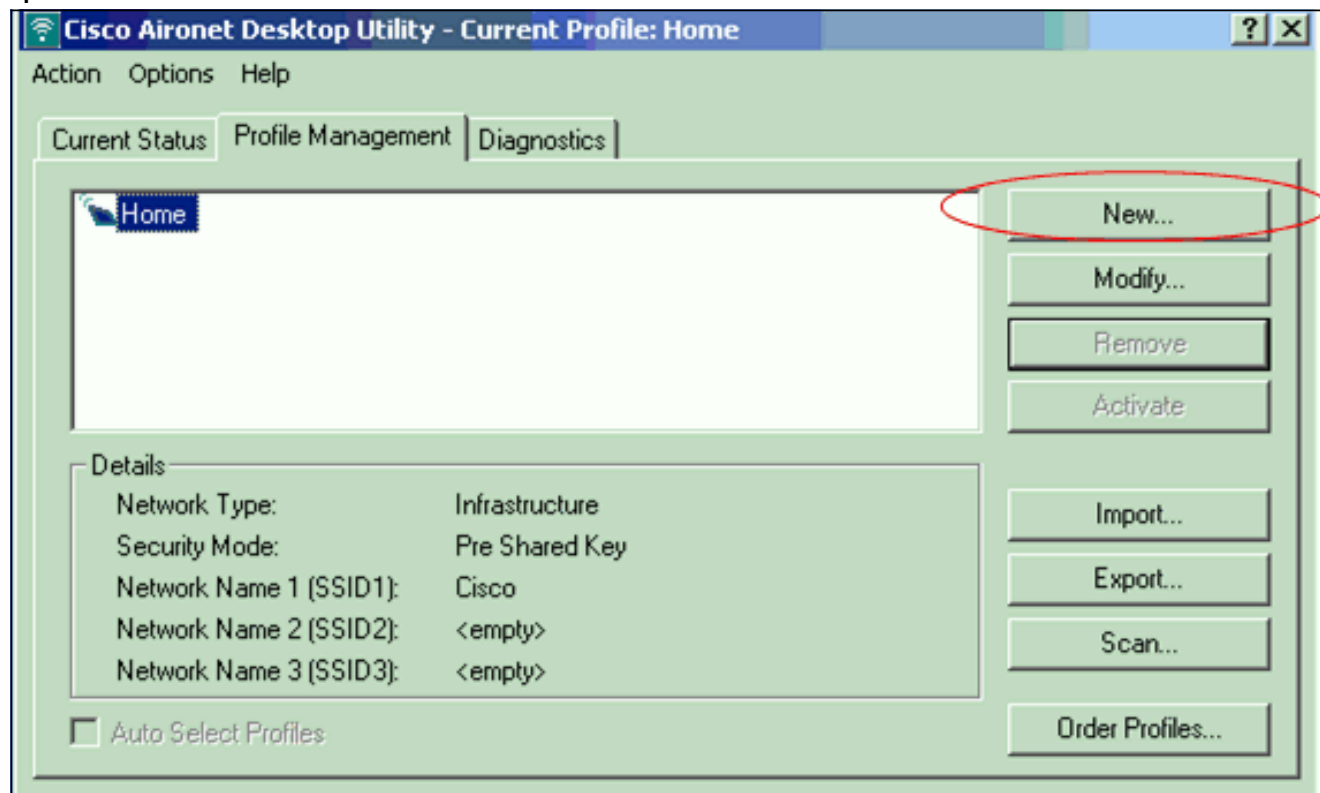 Cisco Aironet Desktop Utility - Current Profile: Home
Action Options Help
Current Status Profile Management Diagnostics
Home
New...
Modify...
Remove
Activate
Details
Network Type: Infrastructure
Security Mode: Pre Shared Key
Network Name 1 (SSID1): Cisco
Network Name 2 (SSID2): <empty>
Network Name 3 (SSID3): <empty>
Import...
Export...
Scan...
Auto Select Profiles
Order Profiles...